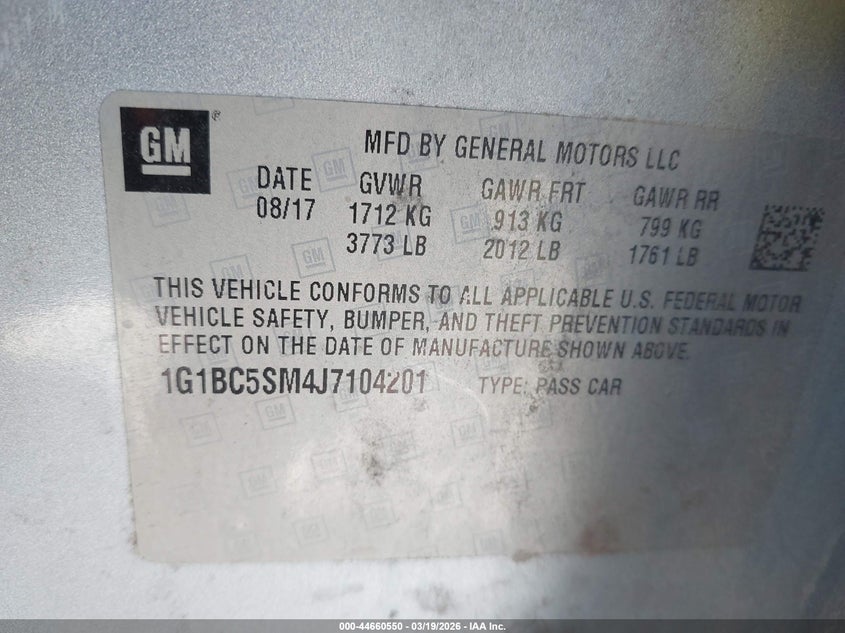 GM®
MFD BY GENERAL MOTORS LLC
DATE GVWR GAWR FRT GAWR RR
08/17 1712 KG 913 KG 799 KG
3773 LB 2012 LB 1761 LB
THIS VEHICLE CONFORMS TO ALL APPLICABLE U.S. FEDERAL MOTOR
VEHICLE SAFETY, BUMPER, AND THEFT PREVENTION STANDARDS IN
EFFECT ON THE DATE OF MANUFACTURE SHOWN ABOVE.
1G1BC5SM4J7104201 TYPE: PASS CAR
000-44660550 - 03/19/2026 - IAA Inc.